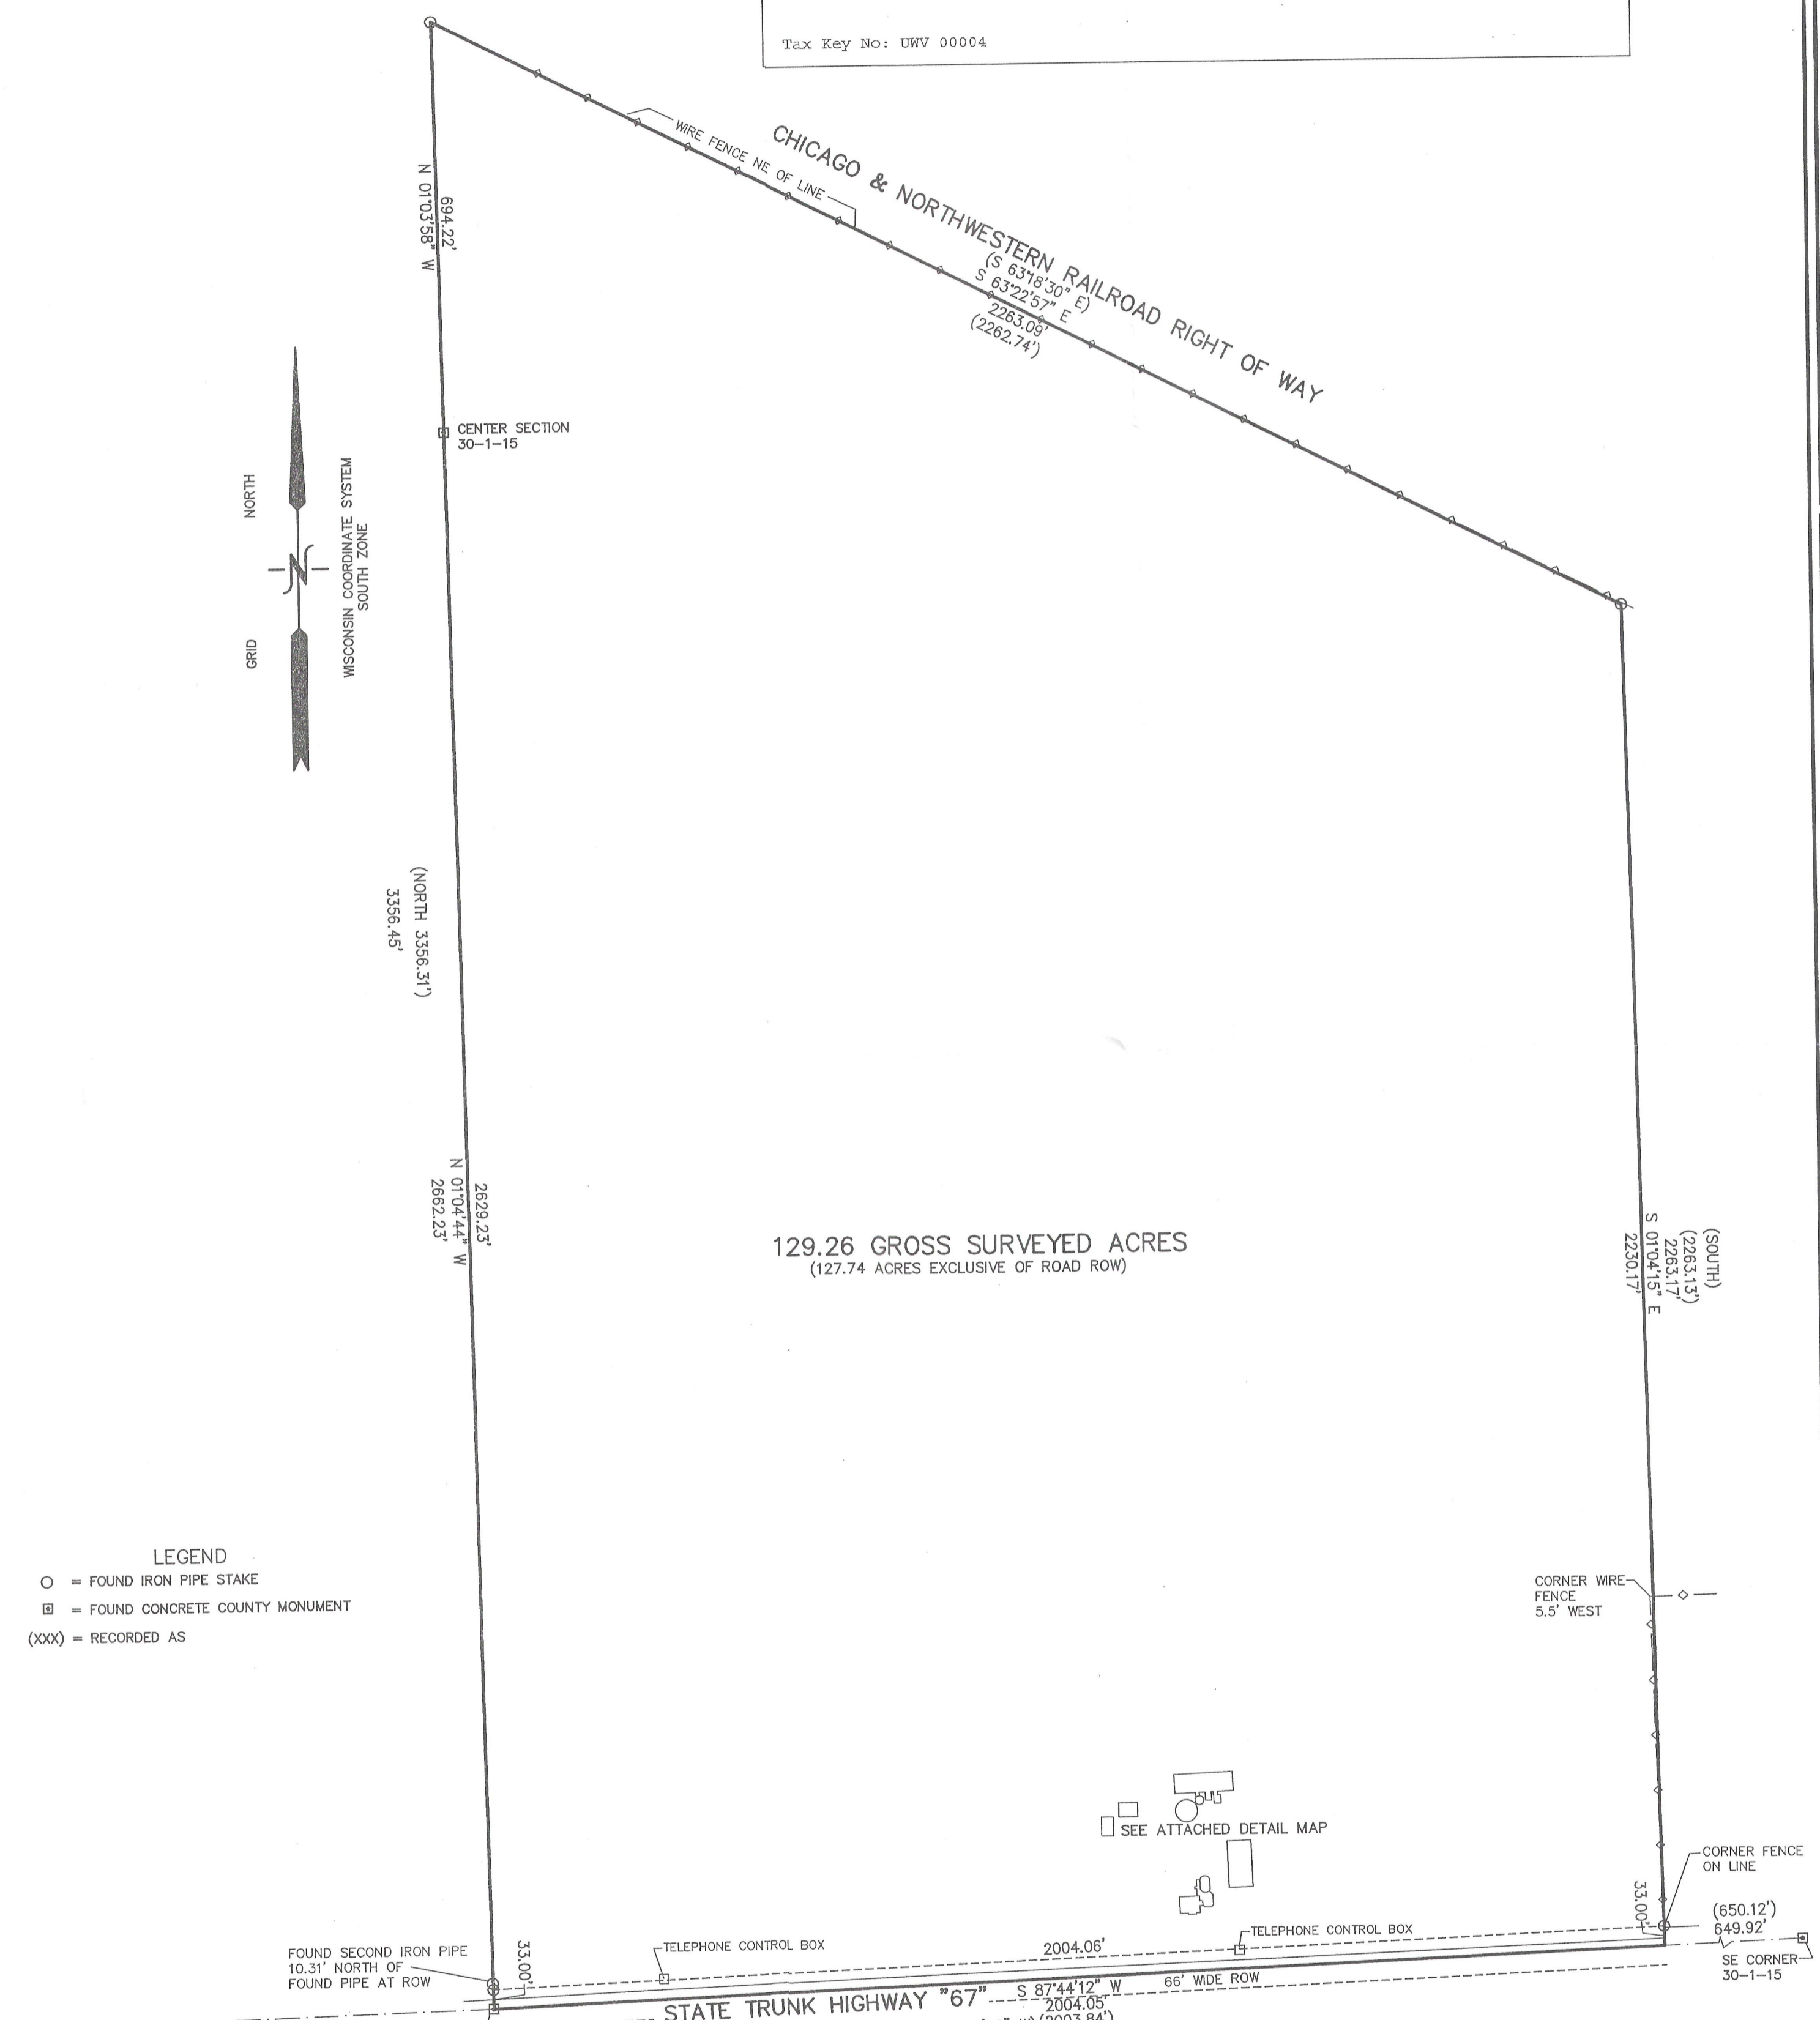 Tax Key No: UWV 00004
WIRE FENCE NE OF LINE
CHICAGO & NORTHWESTERN RAILROAD RIGHT OF WAY
(S 63°18'30" E)
S 63°22'57" E
2263.09'
(2262.74')
694.22'
N 01°03'58" W
CENTER SECTION
30-1-15
NORTH
GRID
N
WISCONSIN COORDINATE SYSTEM
SOUTH ZONE
(NORTH 3356.31')
3356.45'
2629.23'
N 01°04'44" W
2662.23'
129.26 GROSS SURVEYED ACRES
(127.74 ACRES EXCLUSIVE OF ROAD ROW)
(SOUTH)
(2263.13')
2263.17'
S 01°04'15" E
2230.17'
LEGEND
= FOUND IRON PIPE STAKE
= FOUND CONCRETE COUNTY MONUMENT
(XXX) = RECORDED AS
CORNER WIRE
FENCE
5.5' WEST
SEE ATTACHED DETAIL MAP
CORNER FENCE
ON LINE
33.00'
(650.12')
649.92'
SE CORNER
30-1-15
FOUND SECOND IRON PIPE
10.31' NORTH OF
FOUND PIPE AT ROW
33.00'
TELEPHONE CONTROL BOX
2004.06'
TELEPHONE CONTROL BOX
STATE TRUNK HIGHWAY "67"
S 87°44'12" W
66' WIDE ROW
2004.05'
(2003.84')